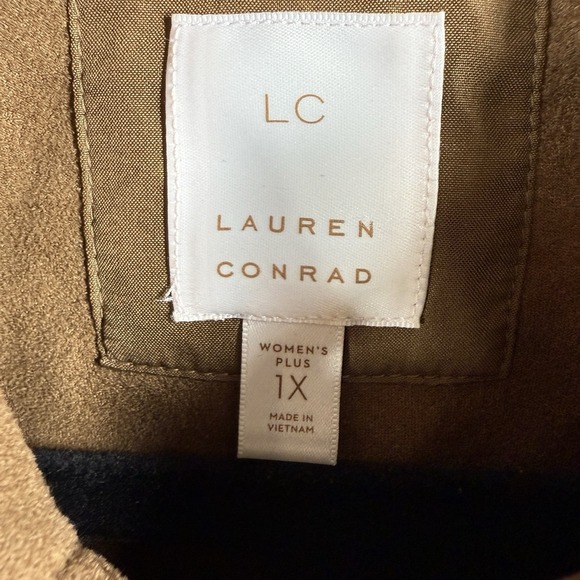 LC
LAUREN
CONRAD
WOMEN'S
PLUS
1X
MADE IN
VIETNAM